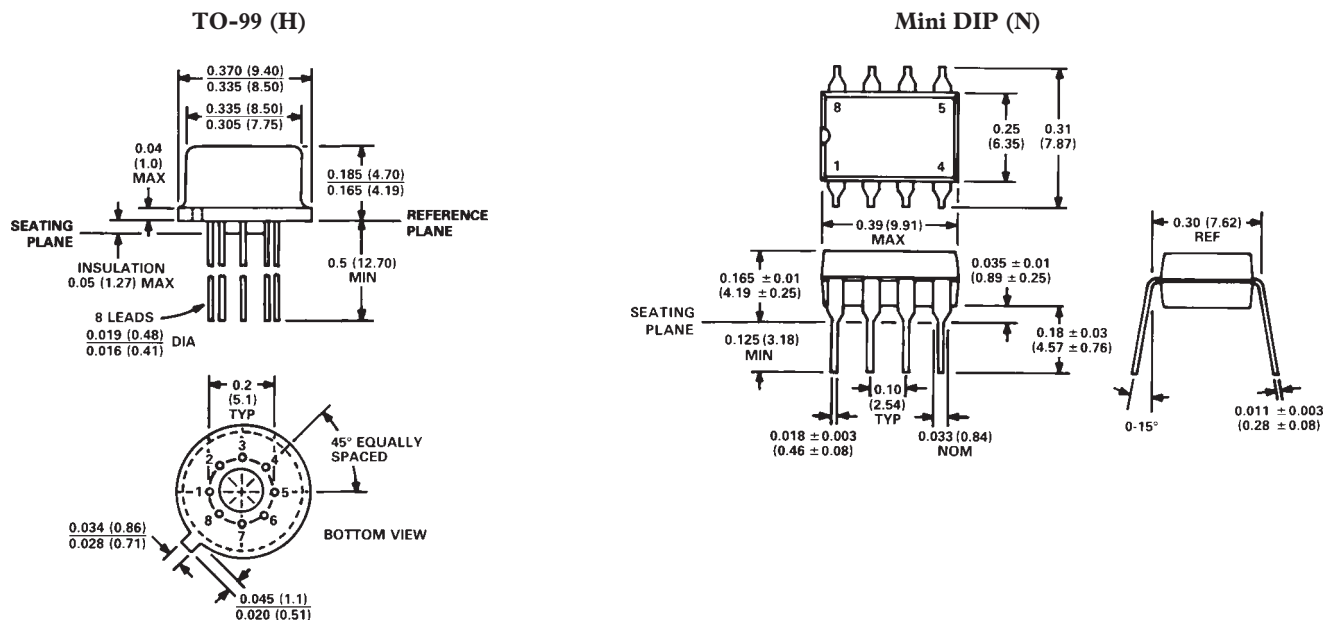 TO-99 (H)
0.370 (9.40)
0.335 (8.50)
0.335 (8.50)
0.305 (7.75)
0.04
(1.0)
MAX
0.185 (4.70)
0.165 (4.19)
SEATING
PLANE
REFERENCE
PLANE
INSULATION
0.05 (1.27) MAX
0.5 (12.70)
MIN
8 LEADS
0.019 (0.48)
0.016 (0.41)
DIA
0.2
(5.1)
TYP
45° EQUALLY
SPACED
3
2
4
1
5
8
6
7
BOTTOM VIEW
0.034 (0.86)
0.028 (0.71)
0.045 (1.1)
0.020 (0.51)
Mini DIP (N)
8
5
1
4
0.25
(6.35)
0.31
(7.87)
0.39 (9.91)
MAX
0.165 ±0.01
(4.19 ±0.25)
0.035 ±0.01
(0.89 ±0.25)
SEATING
PLANE
0.125 (3.18)
MIN
0.18 ±0.03
(4.57 ±0.76)
0.10
(2.54)
TYP
0.018 ±0.003
(0.46 ±0.08)
0.033 (0.84)
NOM
0.30 (7.62)
REF
0-15°
0.011 ±0.003
(0.28 ±0.08)